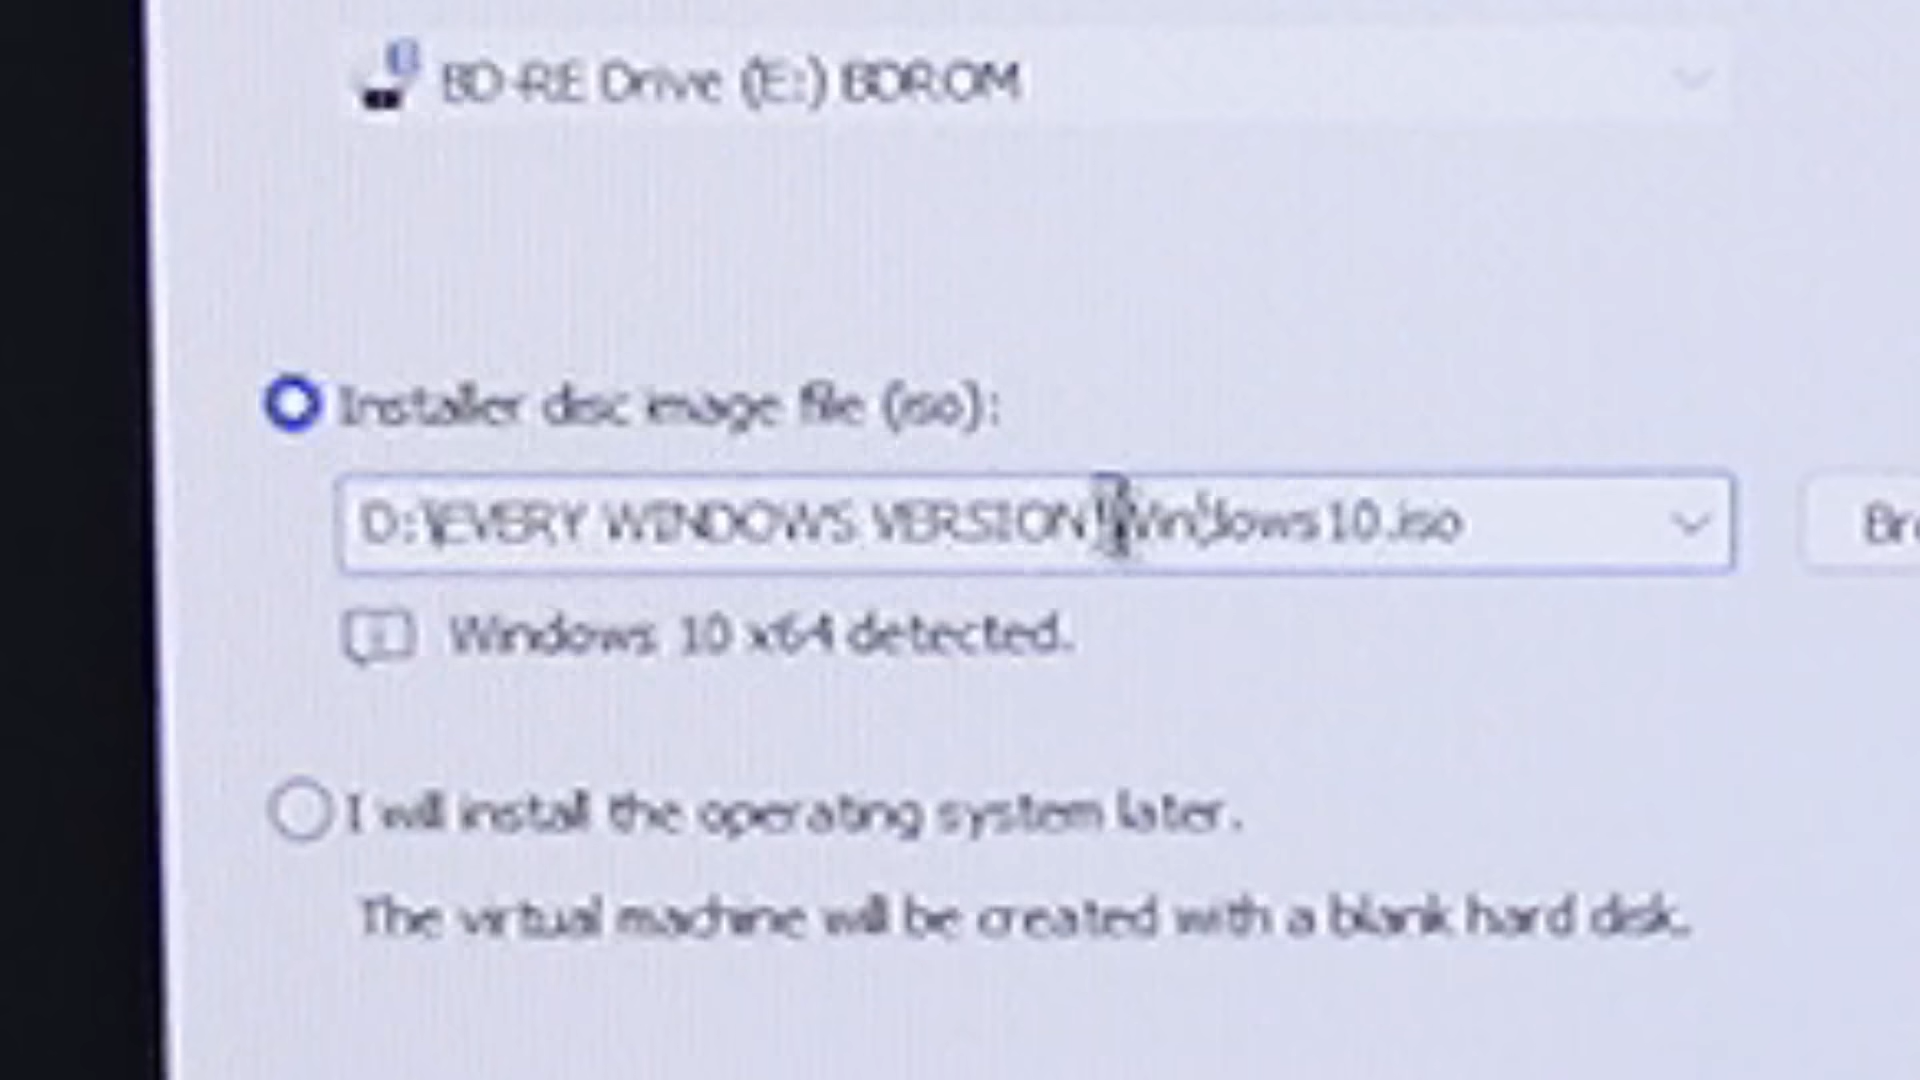 BD-RE Drive (E:) BDROM
Installer disc image file (iso):
D:\EVERY WINDOWS VERSION\Windows10.iso
Windows 10 x64 detected.
I will install the operating system later.
The virtual machine will be created with a blank hard disk.